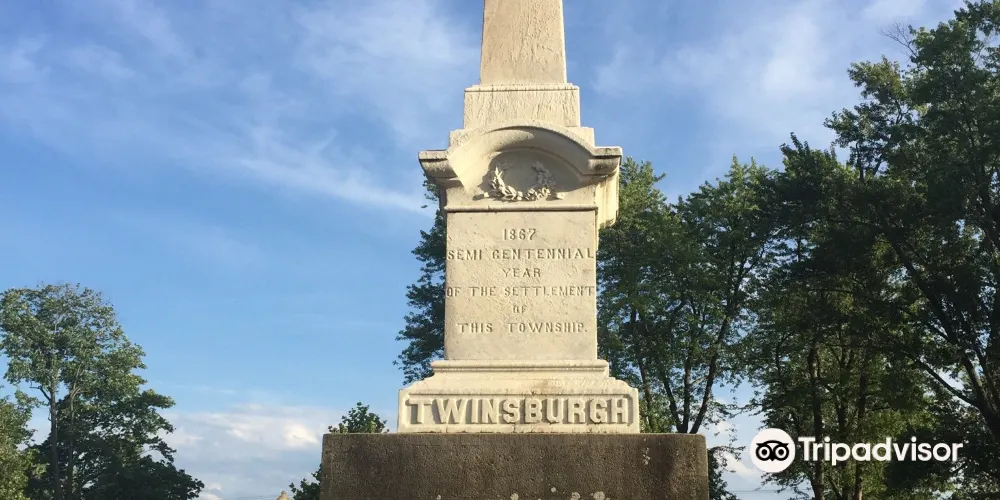 1867
SEMI CENTENNIAL
YEAR
OF THE SETTLEMENT
OF
THIS TOWNSHIP.
TWINSBURGH
Tripadvisor